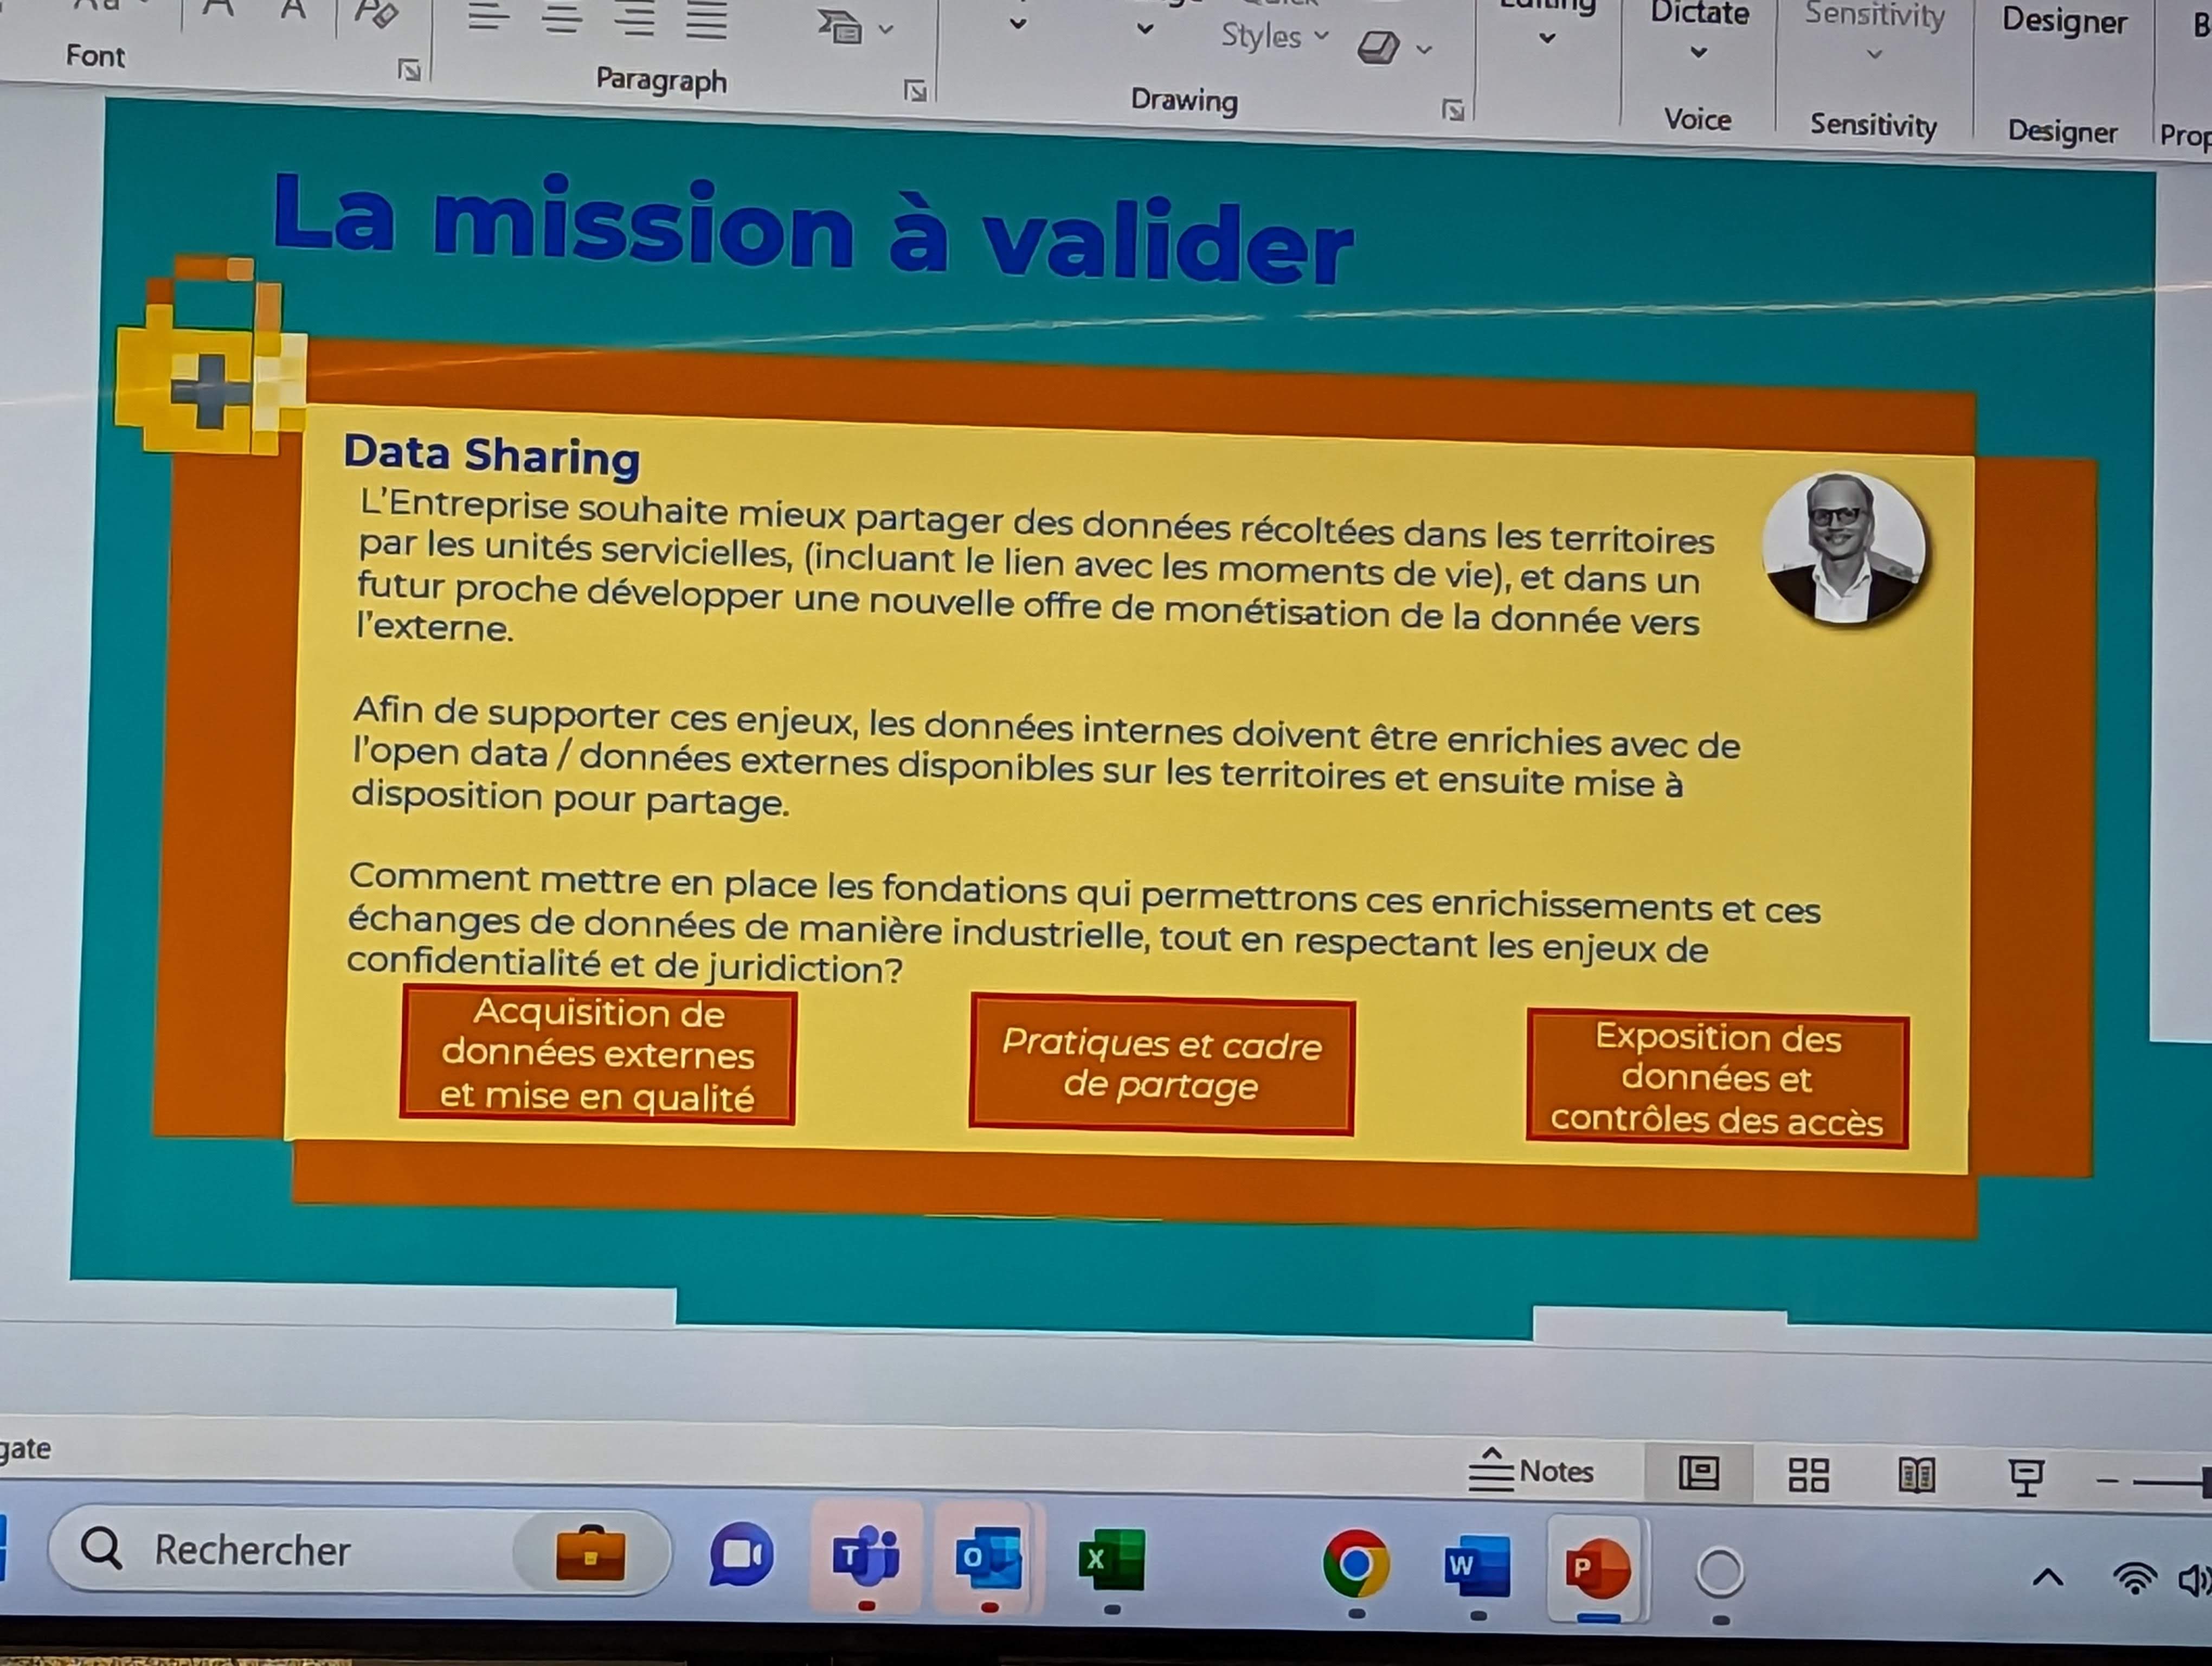 Font
Paragraph
Styles
Drawing
Dictate
Voice
Sensitivity
Sensitivity
Designer
Designer
La mission à valider
Data Sharing
L'Entreprise souhaite mieux partager des données récoltées dans les territoires
par les unités servicielles, (incluant le lien avec les moments de vie), et dans un
futur proche développer une nouvelle offre de monétisation de la donnée vers
l'externe.
Afin de supporter ces enjeux, les données internes doivent être enrichies avec de
l'open data / données externes disponibles sur les territoires et ensuite mise à
disposition pour partage.
Comment mettre en place les fondations qui permettrons ces enrichissements et ces
échanges de données de manière industrielle, tout en respectant les enjeux de
confidentialité et de juridiction?
Acquisition de
données externes
et mise en qualité
Pratiques et cadre
de partage
Exposition des
données et
contrôles des accès
Notes
Rechercher